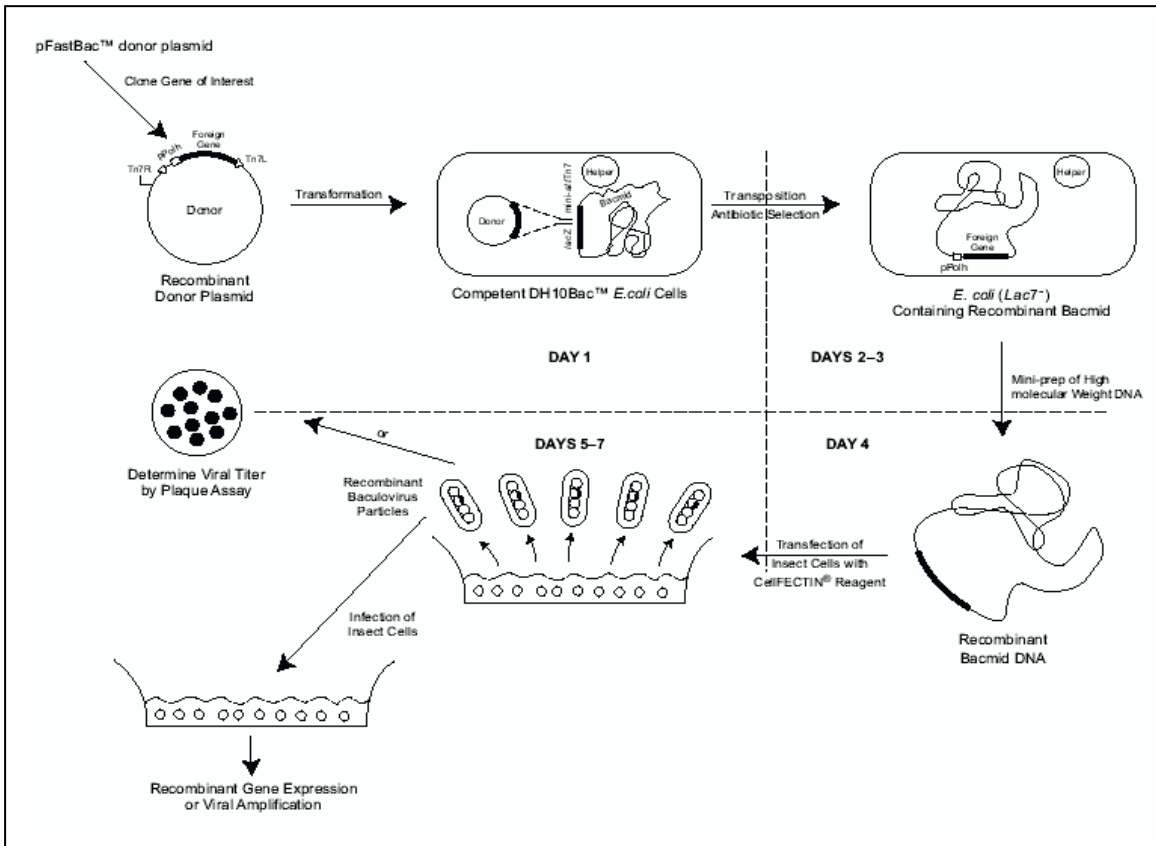 pFastBac™ donor plasmid
Clone Gene of Interest
Foreign
Gene
pPolh
Tn7R
Tn7L
Donor
Recombinant
Donor Plasmid
Transformation
Donor
Helper
mini-attTn7
lacZ
Bacmid
Competent DH10Bac™ E.coli Cells
Transposition
Antibiotic Selection
Helper
Foreign
Gene
pPolh
E. coli (Lac7⁻)
Containing Recombinant Bacmid
DAY 1
DAYS 2–3
Mini-prep of High
molecular Weight DNA
Determine Viral Titer
by Plaque Assay
or
DAYS 5–7
DAY 4
Recombinant
Baculovirus
Particles
Transfection of
Insect Cells with
CellFECTIN® Reagent
Recombinant
Bacmid DNA
Infection of
Insect Cells
Recombinant Gene Expression
or Viral Amplification